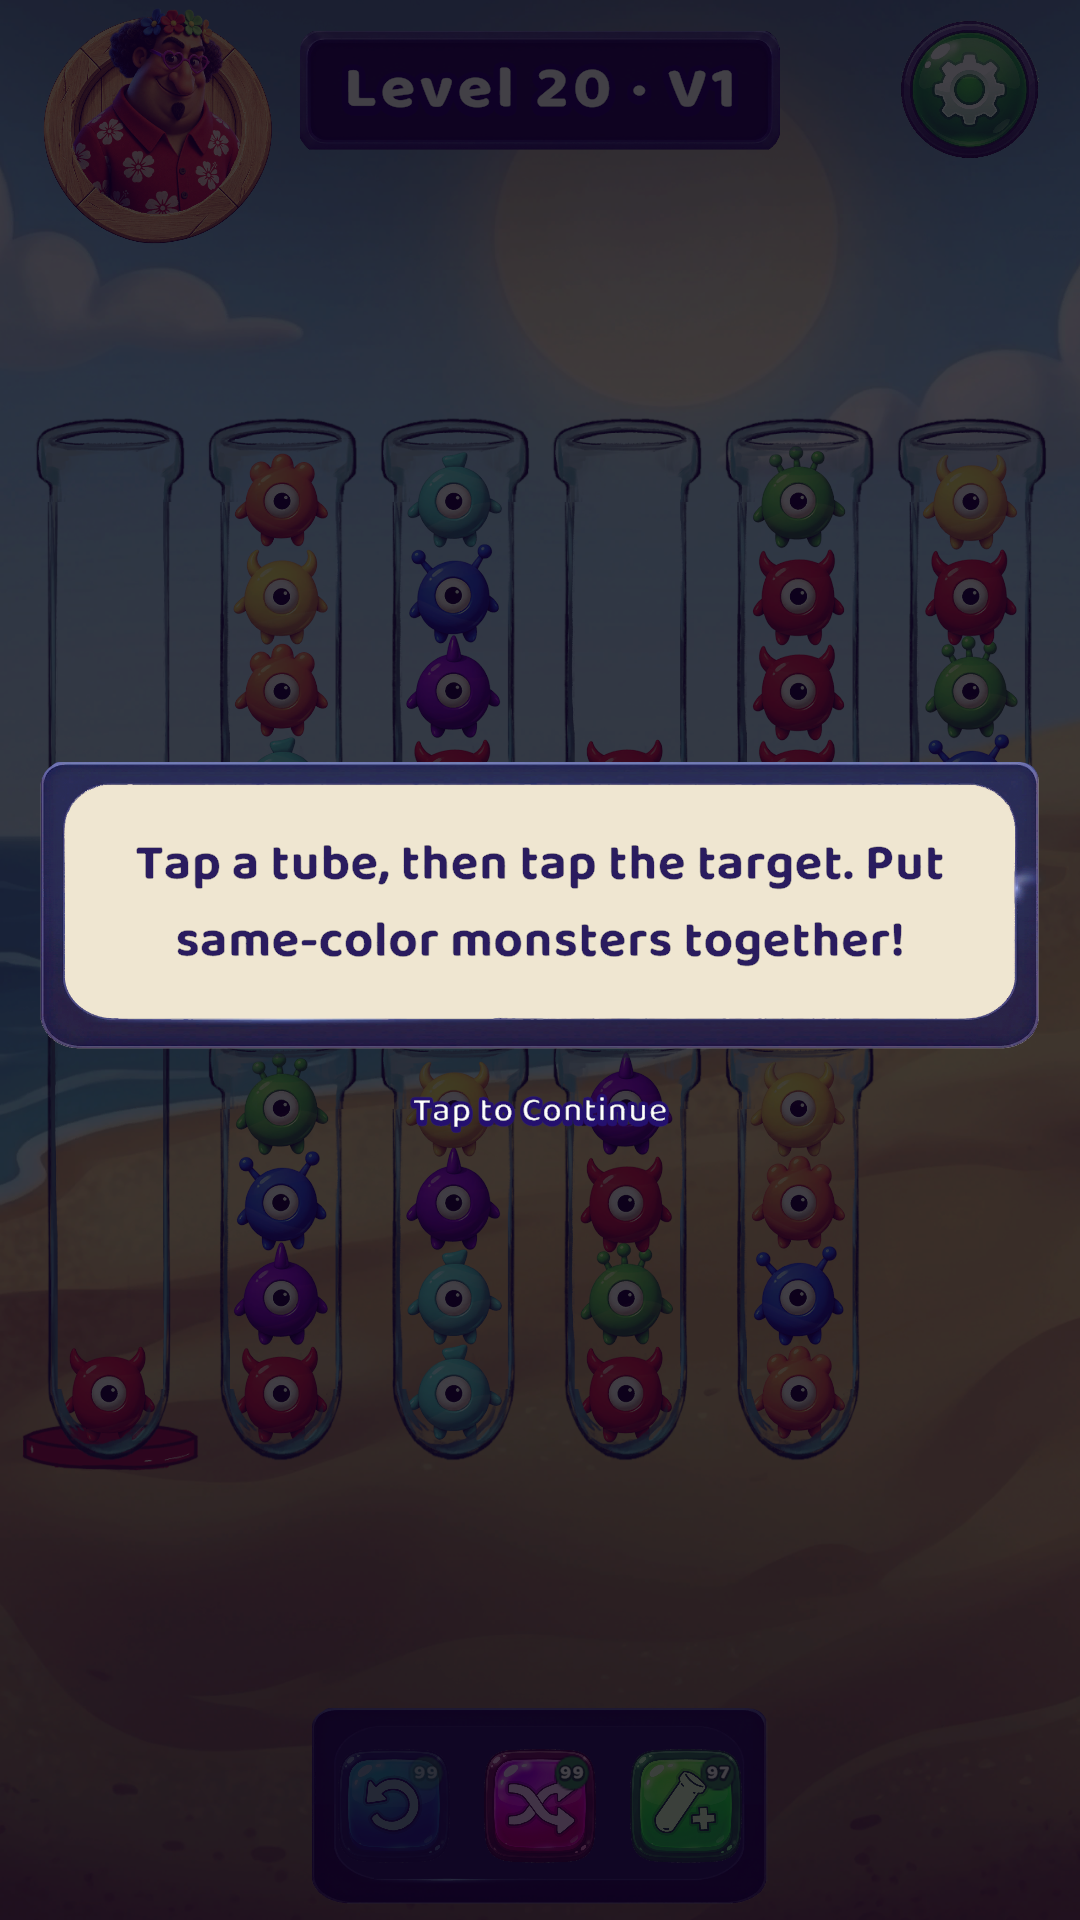 Level 20 · V1
Tap a tube, then tap the target. Put
same-color monsters together!
Tap to Continue
99
99
97